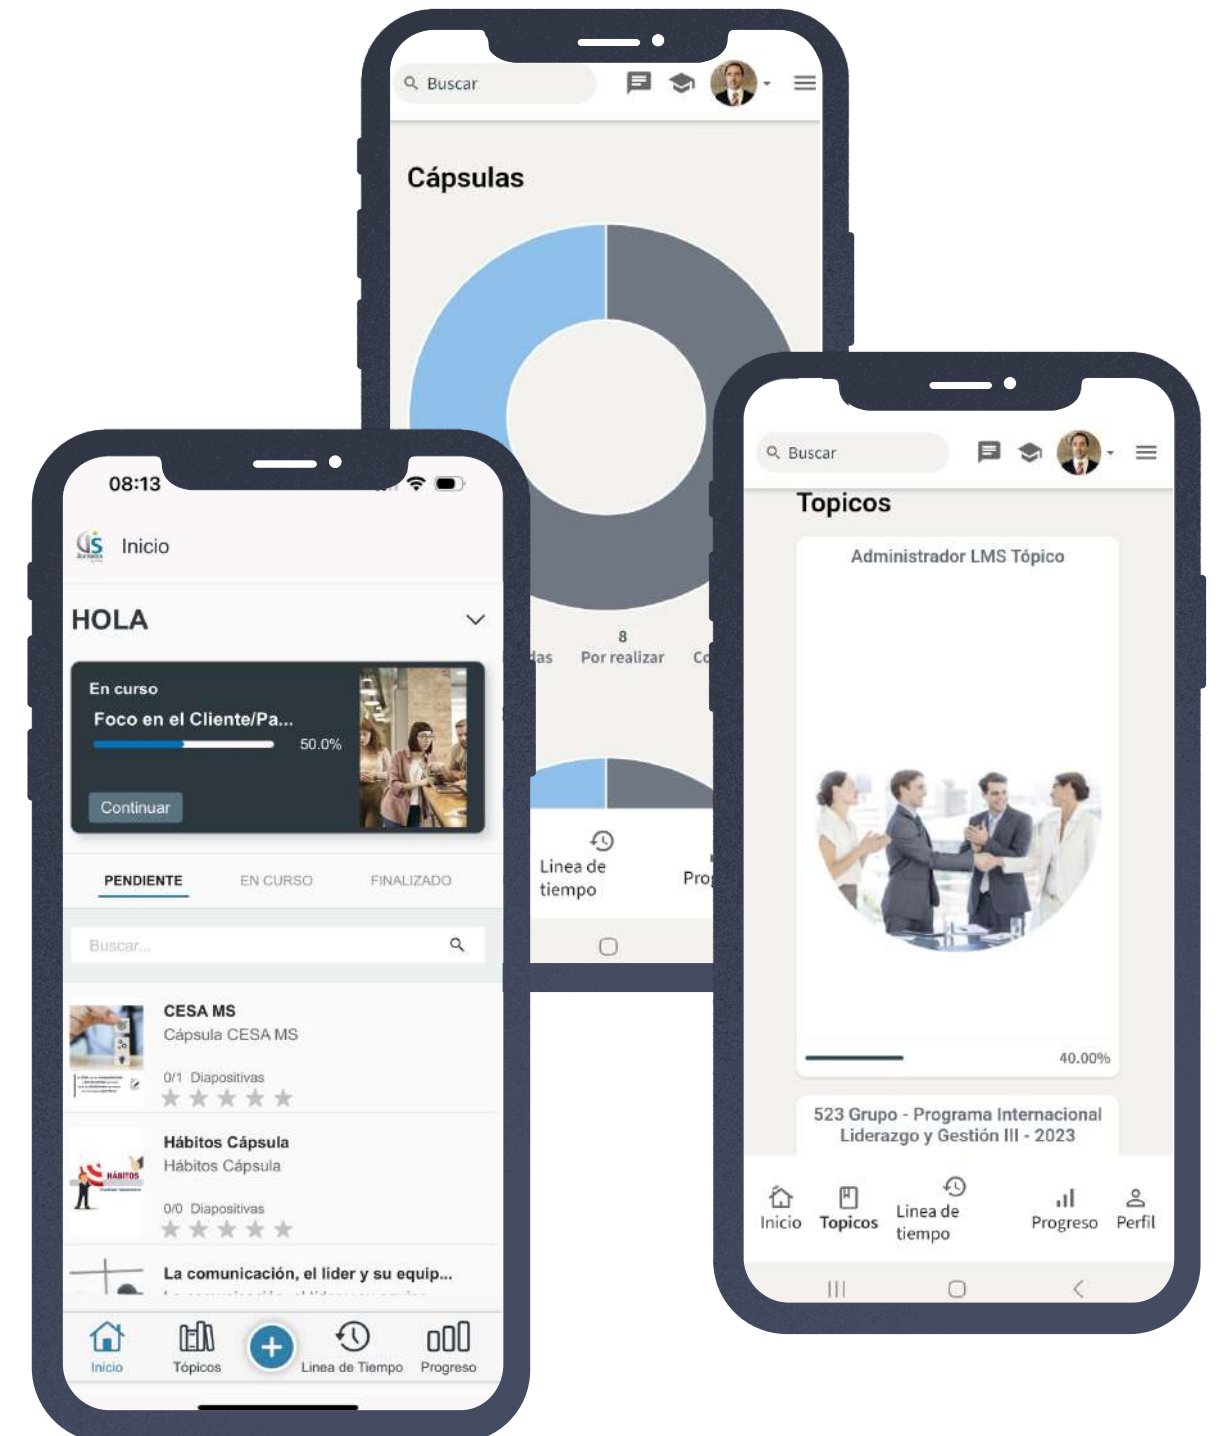 Buscar
Cápsulas
8
das Por realizar Co
Linea de
tiempo
Prog
08:13
Inicio
HOLA
En curso
Foco en el Cliente/Pa...
50.0%
Continuar
PENDIENTE EN CURSO FINALIZADO
Buscar...
CESA MS
Cápsula CESA MS
0/1 Diapositivas
HÁBITOS
Hábitos Cápsula
Hábitos Cápsula
0/0 Diapositivas
La comunicación, el líder y su equip...
Inicio Tópicos Linea de Tiempo Progreso
Buscar
Topicos
Administrador LMS Tópico
40.00%
523 Grupo - Programa Internacional
Liderazgo y Gestión III - 2023
Inicio Topicos Linea de
tiempo Progreso Perfil